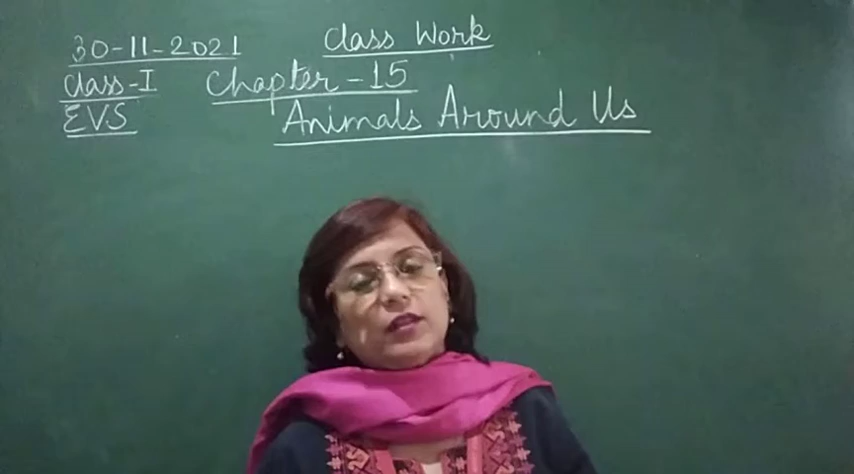 30-11-2021 Class Work
Class-I Chapter-15
EVS Animals Around Us